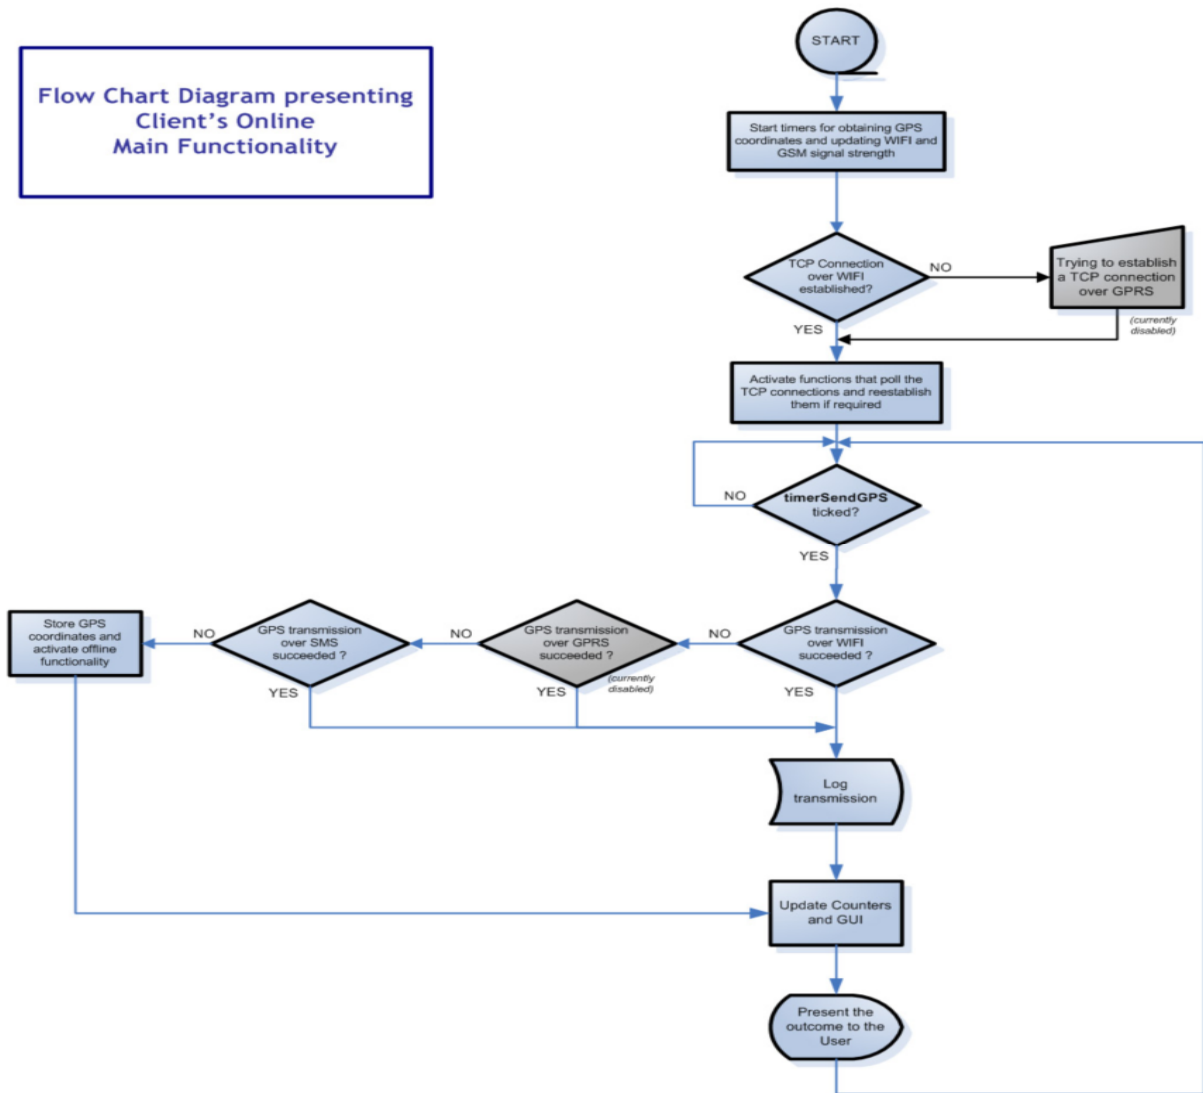 Flow Chart Diagram presenting
Client's Online
Main Functionality
START
Start timers for obtaining GPS
coordinates and updating WIFI and
GSM signal strength
TCP Connection
over WIFI
established?
NO
Trying to establish
a TCP connection
over GPRS
(currently
disabled)
YES
Activate functions that poll the
TCP connections and reestablish
them if required
NO
timerSendGPS
ticked?
YES
Store GPS
coordinates and
activate offline
functionality
NO
GPS transmission
over SMS
succeeded ?
YES
NO
GPS transmission
over GPRS
succeeded ?
(currently
disabled)
YES
NO
GPS transmission
over WIFI
succeeded ?
YES
Log
transmission
Update Counters
and GUI
Present the
outcome to the
User